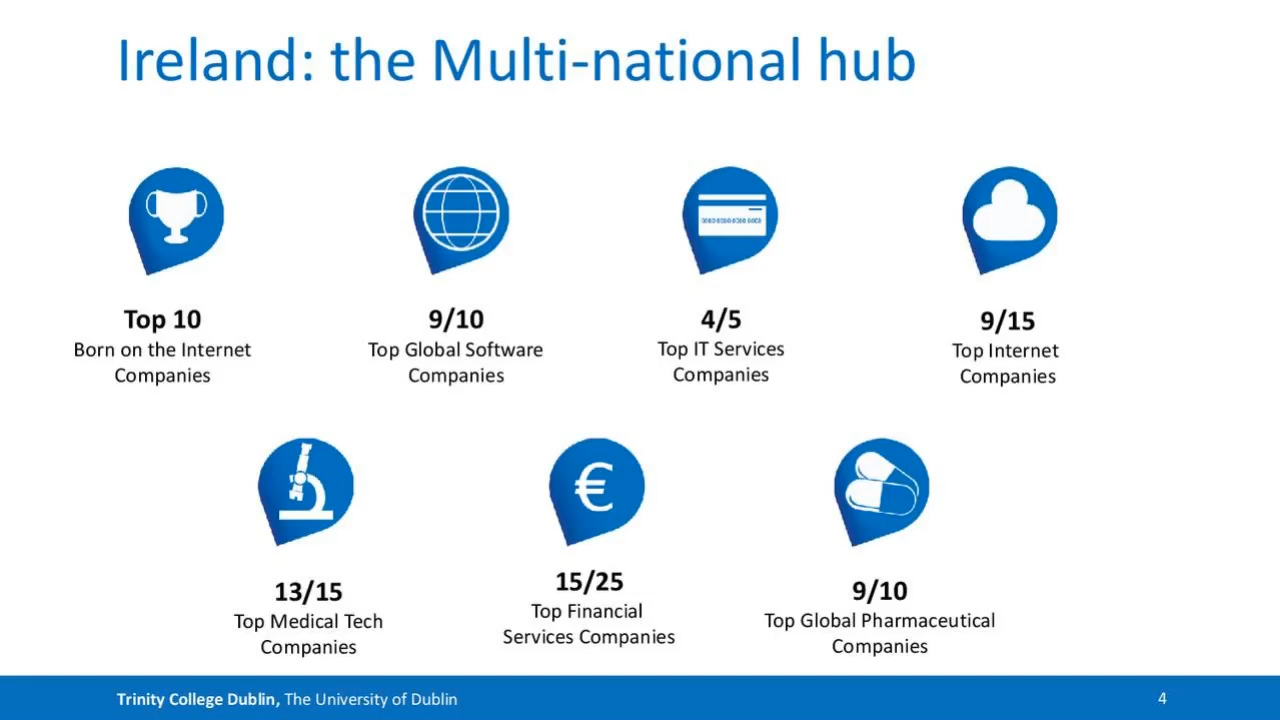 Ireland: the Multi-national hub
Top 10
Born on the Internet
Companies
9/10
Top Global Software
Companies
4/5
Top IT Services
Companies
9/15
Top Internet
Companies
€
13/15
Top Medical Tech
Companies
15/25
Top Financial
Services Companies
9/10
Top Global Pharmaceutical
Companies
Trinity College Dublin, The University of Dublin
4